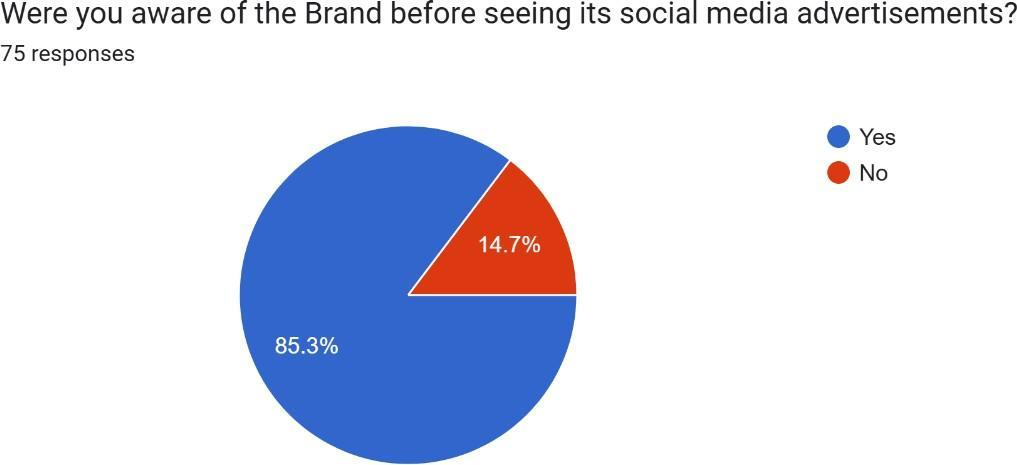 Were you aware of the Brand before seeing its social media advertisements?
75 responses
Yes
No
14.7%
85.3%